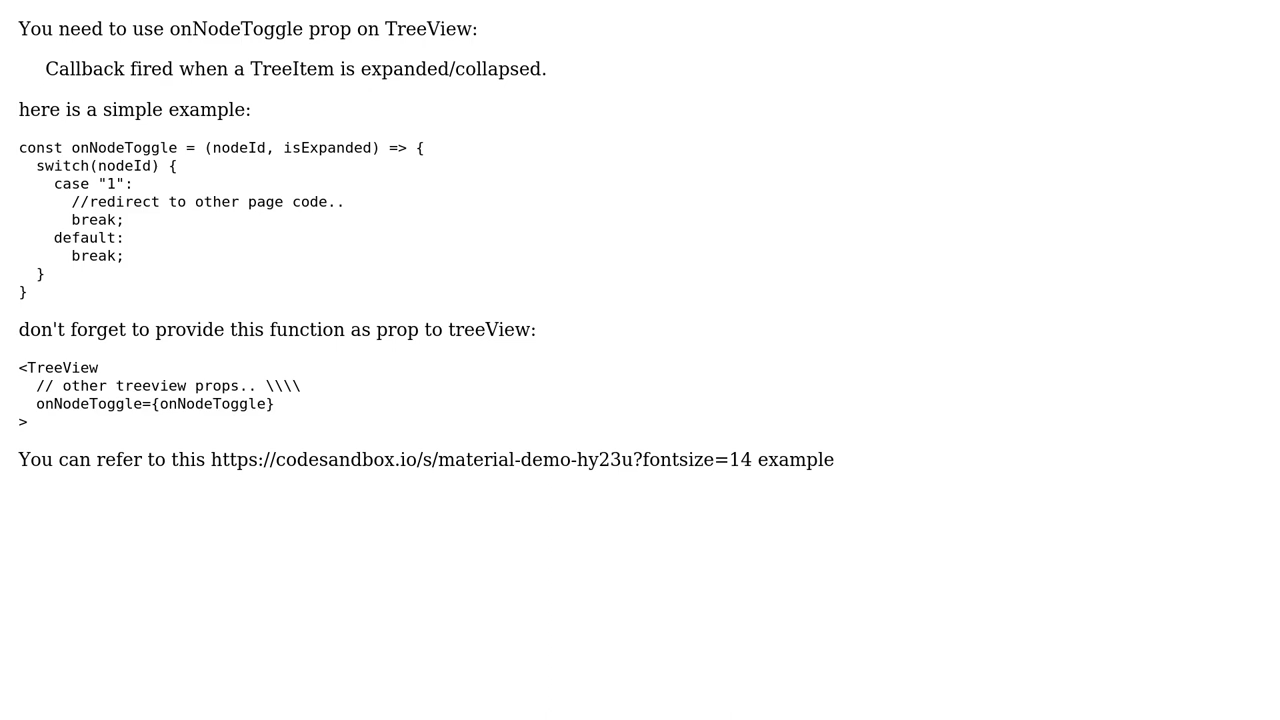 You need to use onNodeToggle prop on TreeView:
Callback fired when a TreeItem is expanded/collapsed.
here is a simple example:
const onNodeToggle = (nodeId, isExpanded) => {
  switch(nodeId) {
    case "1":
      //redirect to other page code..
      break;
    default:
      break;
  }
}
don't forget to provide this function as prop to treeView:
<TreeView
  // other treeview props.. \\\\
  onNodeToggle={onNodeToggle}
>
You can refer to this https://codesandbox.io/s/material-demo-hy23u?fontsize=14 example